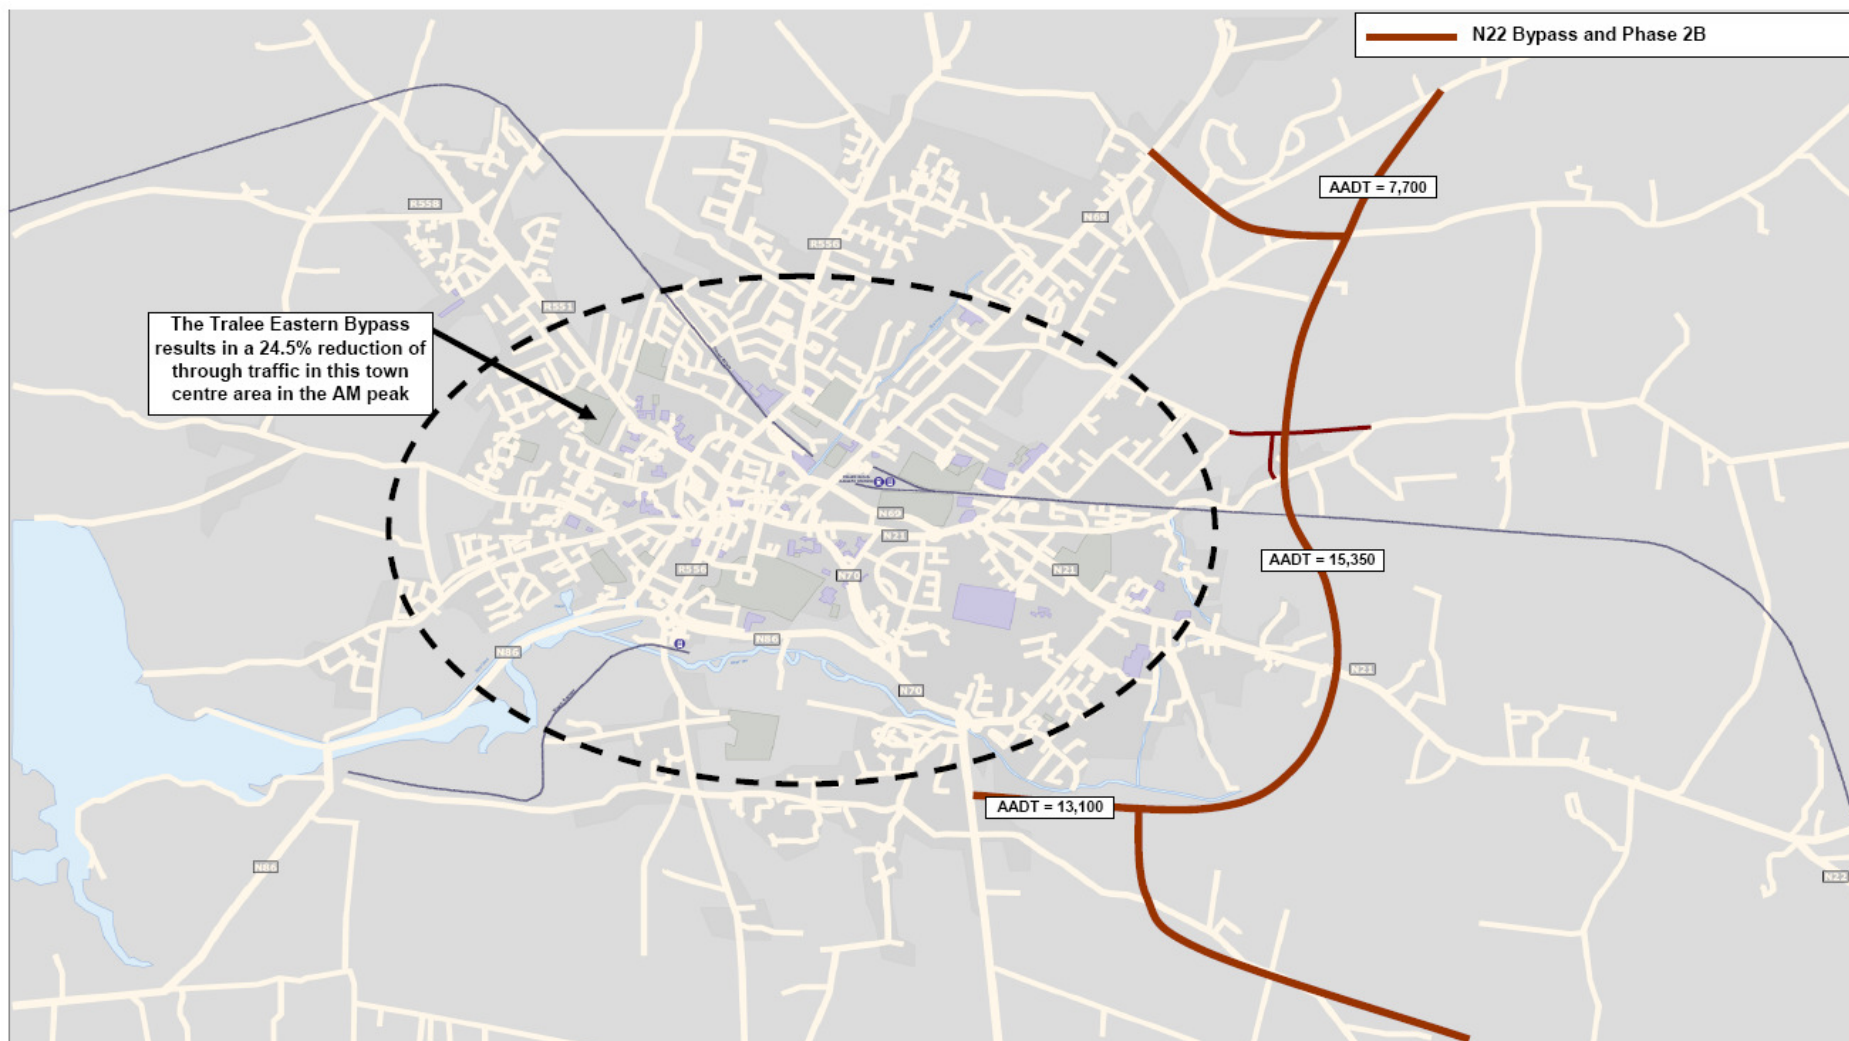 N22 Bypass and Phase 2B
AADT = 7,700
R558
N69
R556
R551
The Tralee Eastern Bypass
results in a 24.5% reduction of
through traffic in this town
centre area in the AM peak
N69
N21
AADT = 15,350
R556
N70
N21
N86
N86
N21
N70
AADT = 13,100
N86
N22